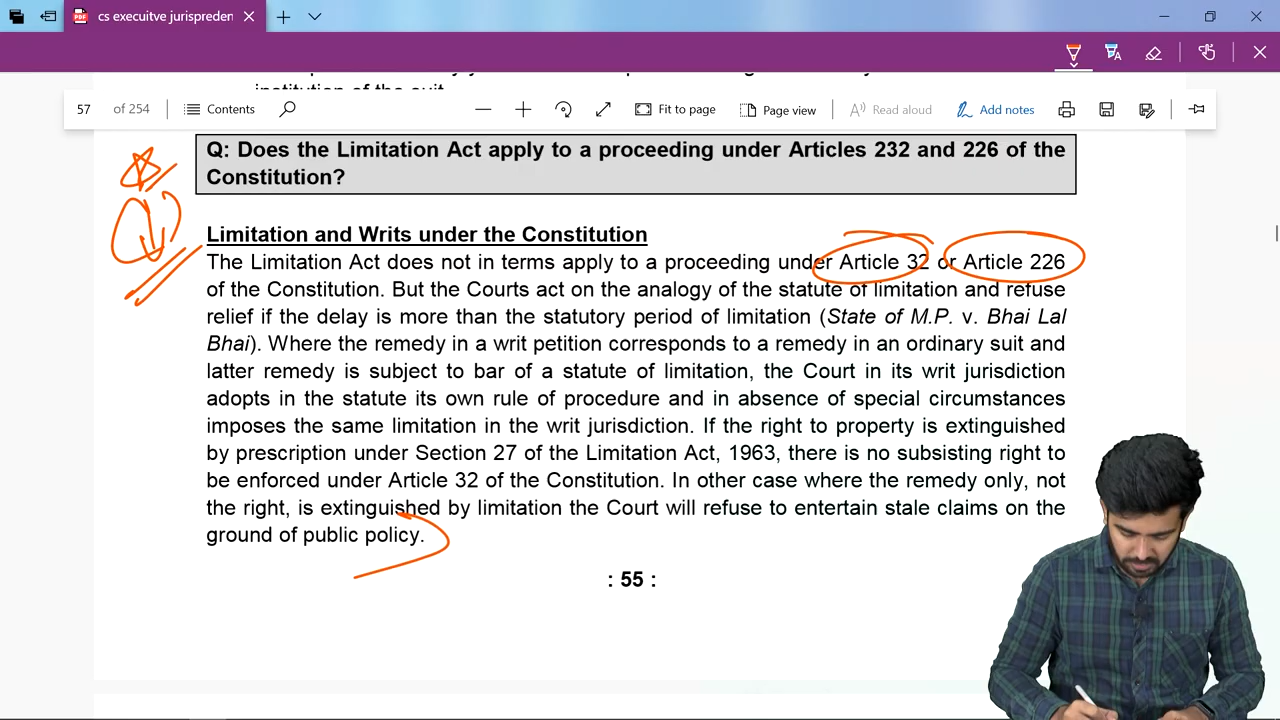 cs execuitve jurispreden
57 of 254 Contents Fit to page Page view Read aloud Add notes
institution of the suit
Q: Does the Limitation Act apply to a proceeding under Articles 232 and 226 of the
Constitution?
Limitation and Writs under the Constitution
The Limitation Act does not in terms apply to a proceeding under Article 32 or Article 226
of the Constitution. But the Courts act on the analogy of the statute of limitation and refuse
relief if the delay is more than the statutory period of limitation (State of M.P. v. Bhai Lal
Bhai). Where the remedy in a writ petition corresponds to a remedy in an ordinary suit and
latter remedy is subject to bar of a statute of limitation, the Court in its writ jurisdiction
adopts in the statute its own rule of procedure and in absence of special circumstances
imposes the same limitation in the writ jurisdiction. If the right to property is extinguished
by prescription under Section 27 of the Limitation Act, 1963, there is no subsisting right to
be enforced under Article 32 of the Constitution. In other case where the remedy only, not
the right, is extinguished by limitation the Court will refuse to entertain stale claims on the
ground of public policy.
: 55 :